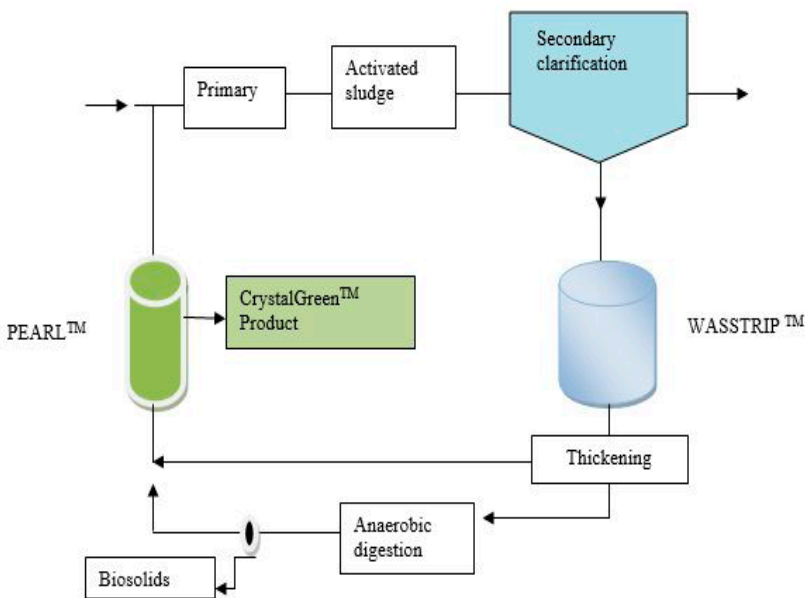 Primary
Activated
sludge
Secondary
clarification
PEARL™
CrystalGreen™
Product
WASSTRIP ™
Thickening
Anaerobic
digestion
Biosolids